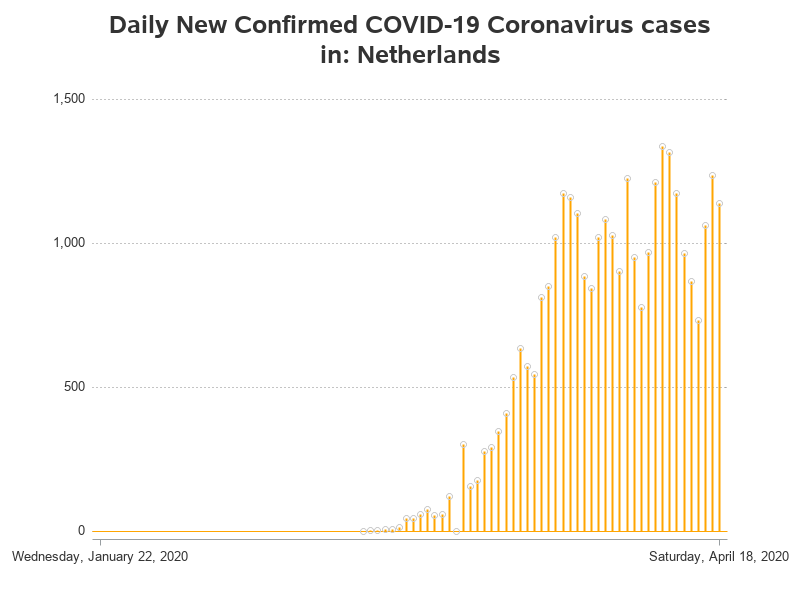 Daily New Confirmed COVID-19 Coronavirus cases
in: Netherlands
1,500
1,000
500
0
Wednesday, January 22, 2020
Saturday, April 18, 2020